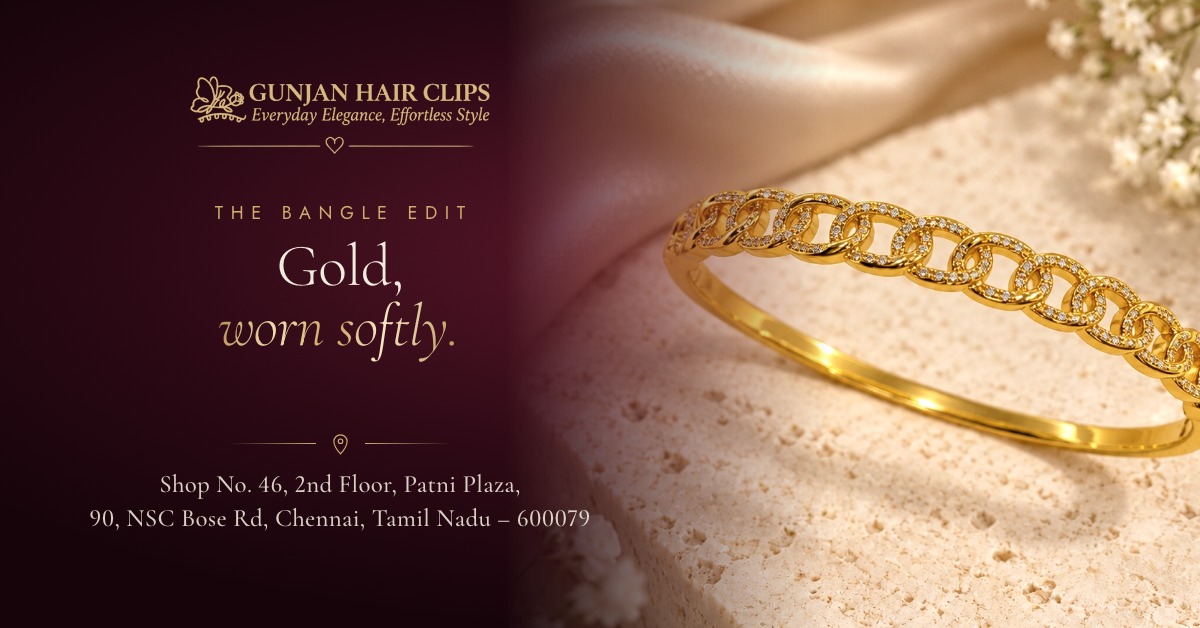 GUNJAN HAIR CLIPS
Everyday Elegance, Effortless Style
THE BANGLE EDIT
Gold,
worn softly.
Shop No. 46, 2nd Floor, Patni Plaza,
90, NSC Bose Rd, Chennai, Tamil Nadu – 600079